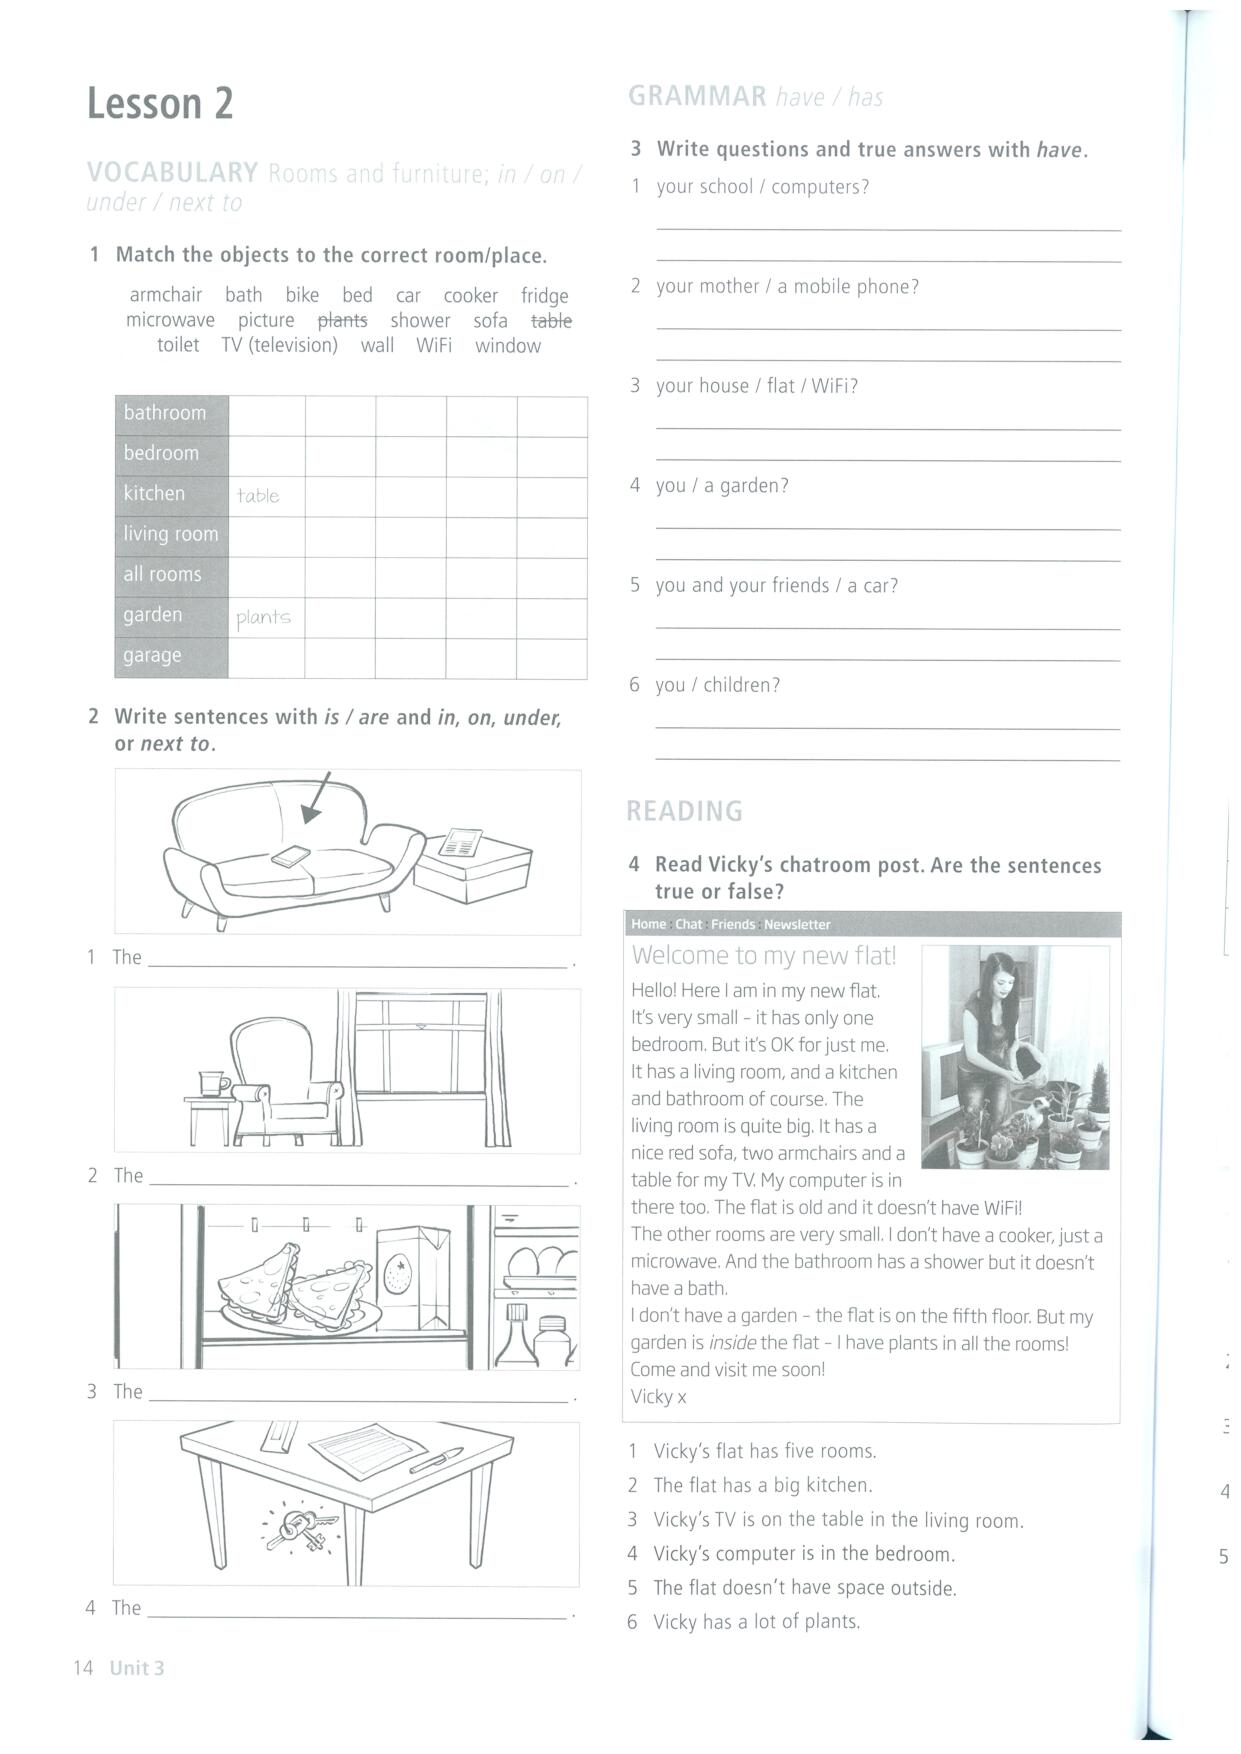 Lesson 2
VOCABULARY Rooms and furniture; in / on /
under / next to
1 Match the objects to the correct room/place.
armchair bath bike bed car cooker fridge
microwave picture plants shower sofa table
toilet TV (television) wall WiFi window
bathroom
bedroom
kitchen table
living room
all rooms
garden plants
garage
2 Write sentences with is / are and in, on, under,
or next to.
1 The .
2 The .
3 The .
4 The .
14 Unit 3
GRAMMAR have / has
3 Write questions and true answers with have.
1 your school / computers?
2 your mother / a mobile phone?
3 your house / flat / WiFi?
4 you / a garden?
5 you and your friends / a car?
6 you / children?
READING
4 Read Vicky's chatroom post. Are the sentences
true or false?
Home : Chat : Friends : Newsletter
Welcome to my new flat!
Hello! Here I am in my new flat.
It's very small – it has only one
bedroom. But it's OK for just me.
It has a living room, and a kitchen
and bathroom of course. The
living room is quite big. It has a
nice red sofa, two armchairs and a
table for my TV. My computer is in
there too. The flat is old and it doesn't have WiFi!
The other rooms are very small. I don't have a cooker, just a
microwave. And the bathroom has a shower but it doesn't
have a bath.
I don't have a garden – the flat is on the fifth floor. But my
garden is inside the flat – I have plants in all the rooms!
Come and visit me soon!
Vicky x
1 Vicky's flat has five rooms.
2 The flat has a big kitchen.
3 Vicky's TV is on the table in the living room.
4 Vicky's computer is in the bedroom.
5 The flat doesn't have space outside.
6 Vicky has a lot of plants.
4
5